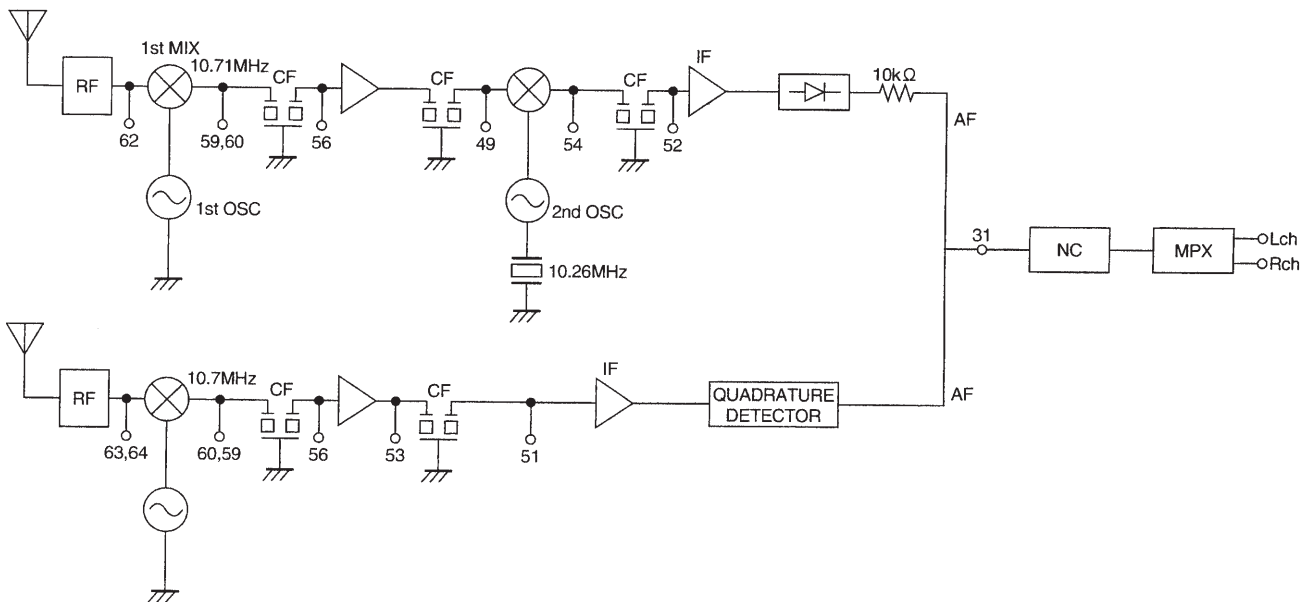 1st MIX
RF
10.71MHz
CF
CF
CF
IF
10kΩ
AF
62
59,60
56
49
54
52
1st OSC
2nd OSC
10.26MHz
31
NC
MPX
Lch
Rch
RF
10.7MHz
CF
CF
IF
QUADRATURE
DETECTOR
AF
63,64
60,59
56
53
51